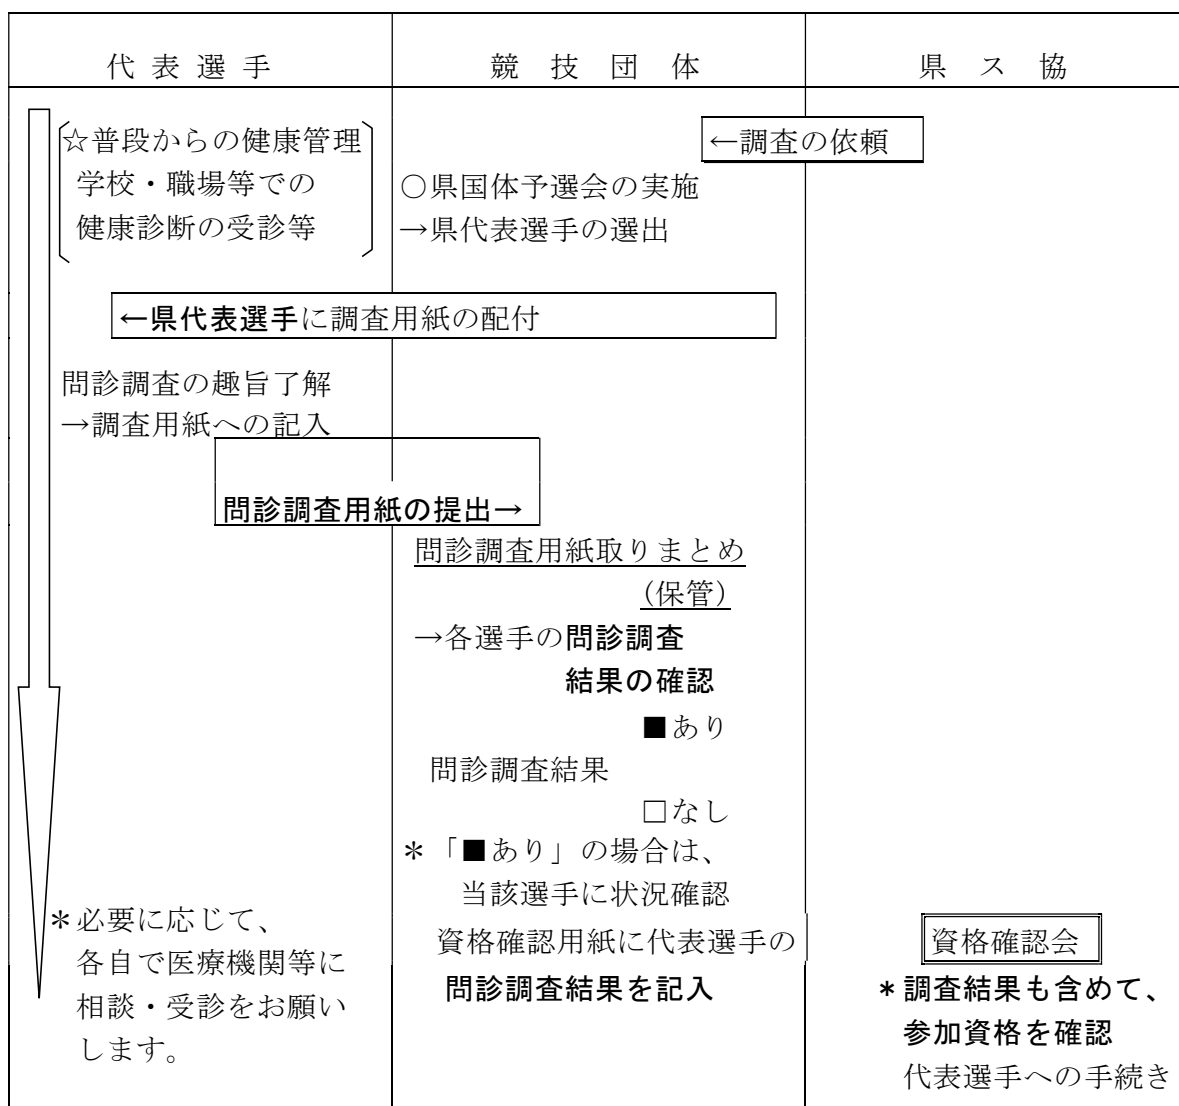 代表選手
競技団体
県ス協
☆普段からの健康管理
学校・職場等での
健康診断の受診等
←調査の依頼
○県国体予選会の実施
→県代表選手の選出
←県代表選手に調査用紙の配付
問診調査の趣旨了解
→調査用紙への記入
問診調査用紙の提出→
問診調査用紙取りまとめ
(保管)
→各選手の問診調査
結果の確認
■あり
問診調査結果
□なし
＊「■あり」の場合は、
当該選手に状況確認
資格確認用紙に代表選手の
問診調査結果を記入
＊必要に応じて、
各自で医療機関等に
相談・受診をお願い
します。
資格確認会
＊調査結果も含めて、
参加資格を確認
代表選手への手続き